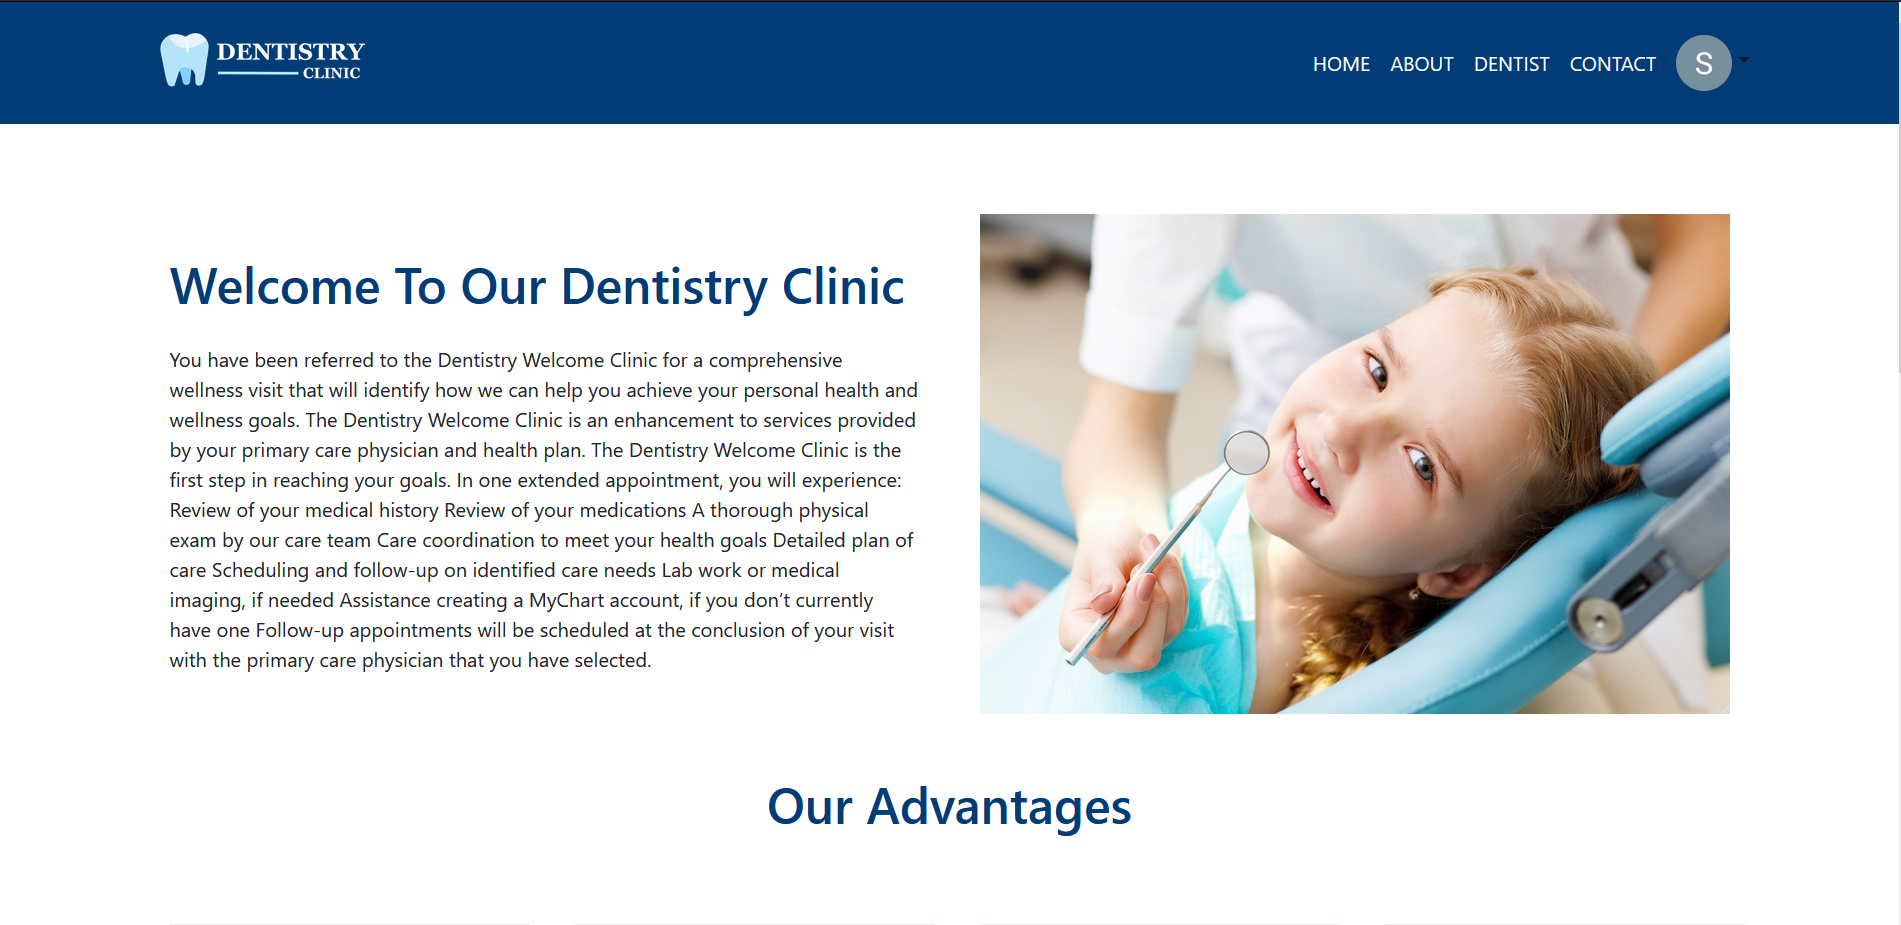 DENTISTRY
CLINIC
HOME ABOUT DENTIST CONTACT S
Welcome To Our Dentistry Clinic
You have been referred to the Dentistry Welcome Clinic for a comprehensive
wellness visit that will identify how we can help you achieve your personal health and
wellness goals. The Dentistry Welcome Clinic is an enhancement to services provided
by your primary care physician and health plan. The Dentistry Welcome Clinic is the
first step in reaching your goals. In one extended appointment, you will experience:
Review of your medical history Review of your medications A thorough physical
exam by our care team Care coordination to meet your health goals Detailed plan of
care Scheduling and follow-up on identified care needs Lab work or medical
imaging, if needed Assistance creating a MyChart account, if you don’t currently
have one Follow-up appointments will be scheduled at the conclusion of your visit
with the primary care physician that you have selected.
Our Advantages